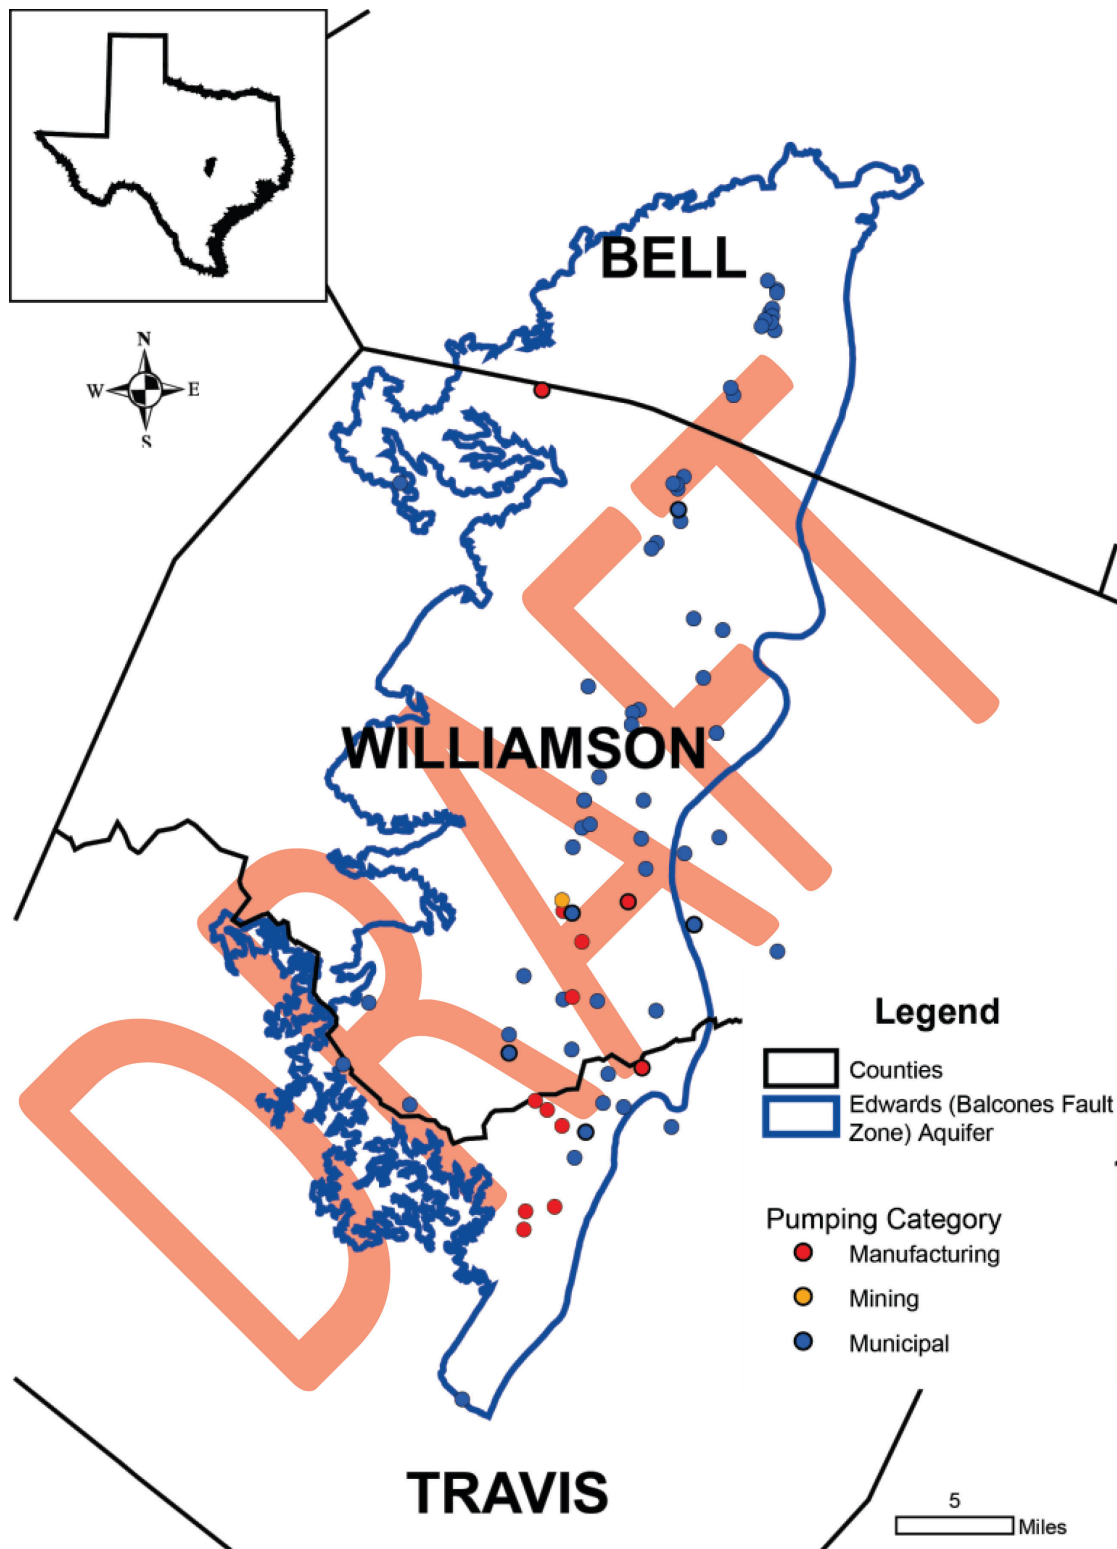 N
W E
S
BELL
WILLIAMSON
DRAFT
Legend
Counties
Edwards (Balcones Fault
Zone) Aquifer
Pumping Category
Manufacturing
Mining
Municipal
TRAVIS
5
Miles